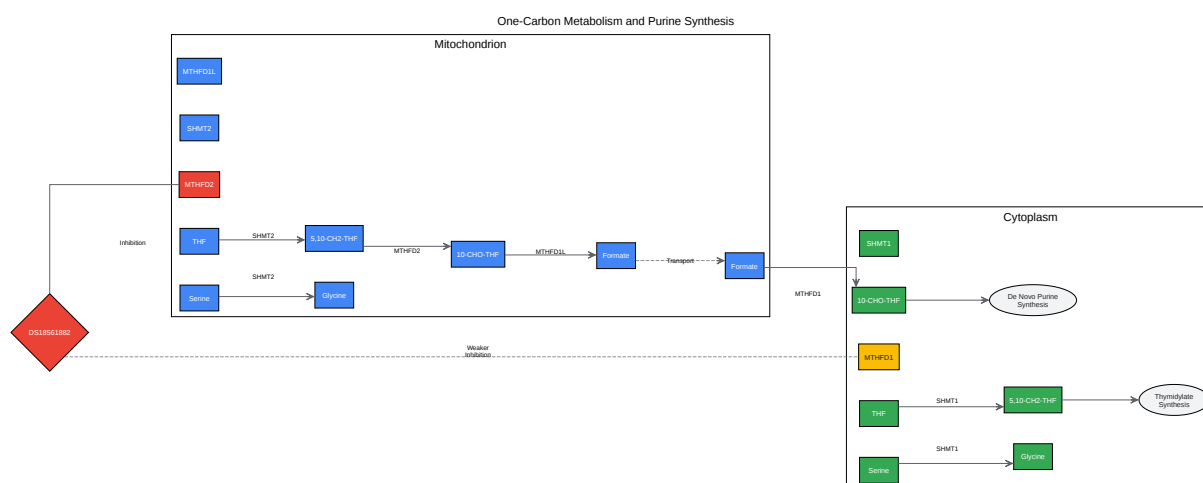 One-Carbon Metabolism and Purine Synthesis
Mitochondrion
MTHFD1L
SHMT2
MTHFD2
Inhibition
THF
SHMT2
5,10-CH2-THF
MTHFD2
10-CHO-THF
MTHFD1L
Formate
Transport
Formate
Serine
SHMT2
Glycine
MTHFD1
DS18561882
Weaker
Inhibition
Cytoplasm
SHMT1
10-CHO-THF
De Novo Purine
Synthesis
MTHFD1
THF
SHMT1
5,10-CH2-THF
Thymidylate
Synthesis
Serine
SHMT1
Glycine